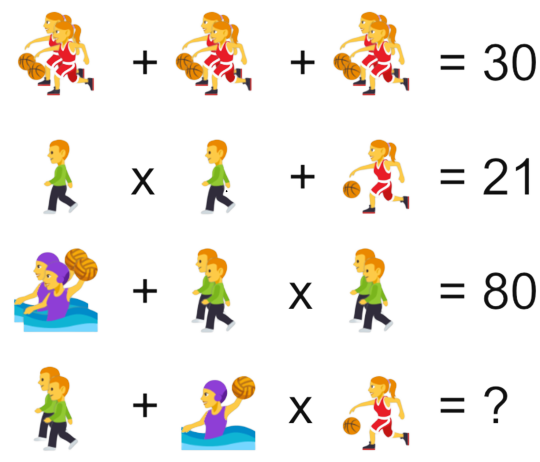 + + = 30
x + = 21
+ x = 80
+ x = ?